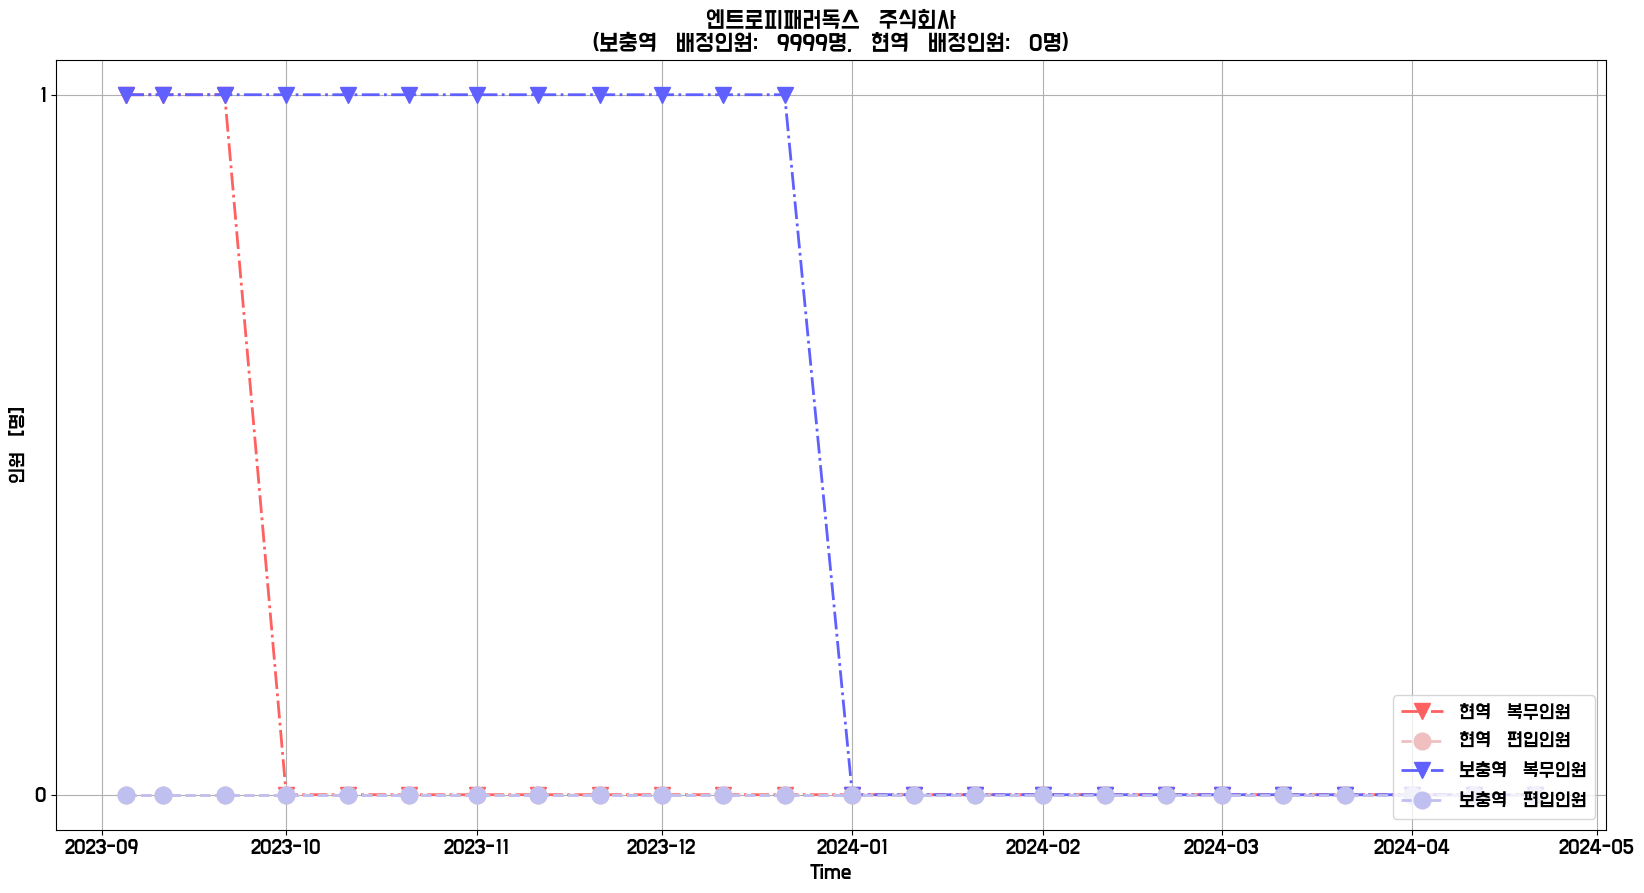 엔트로피패러독스 주식회사
(보충역 배정인원: 9999명, 현역 배정인원: 0명)
인원 [명]
1
0
현역 복무인원
현역 편입인원
보충역 복무인원
보충역 편입인원
2023-09 2023-10 2023-11 2023-12 2024-01 2024-02 2024-03 2024-04 2024-05
Time